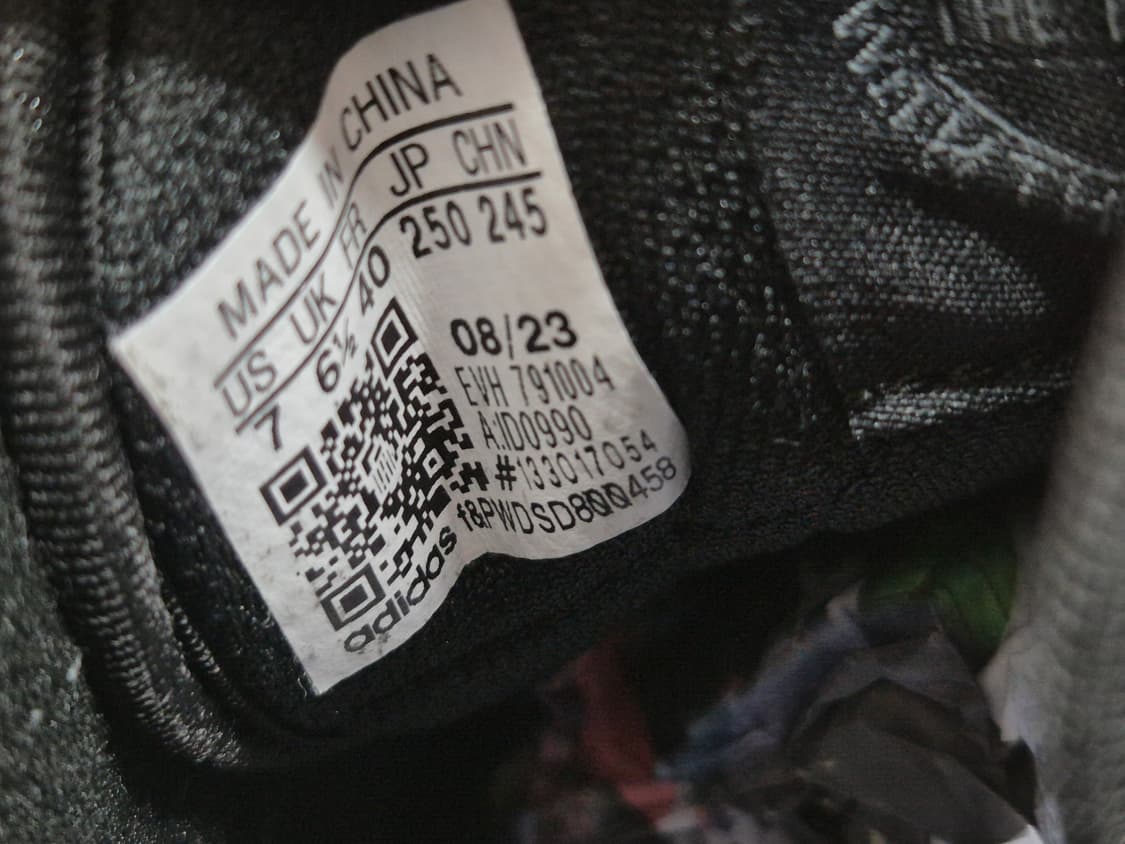 MADE IN CHINA
US UK FR JP CHN
7 6½ 40 250 245
08/23
EVH 791004
A:ID0990
#133017054
f&PWDSD8QQ458
adidas